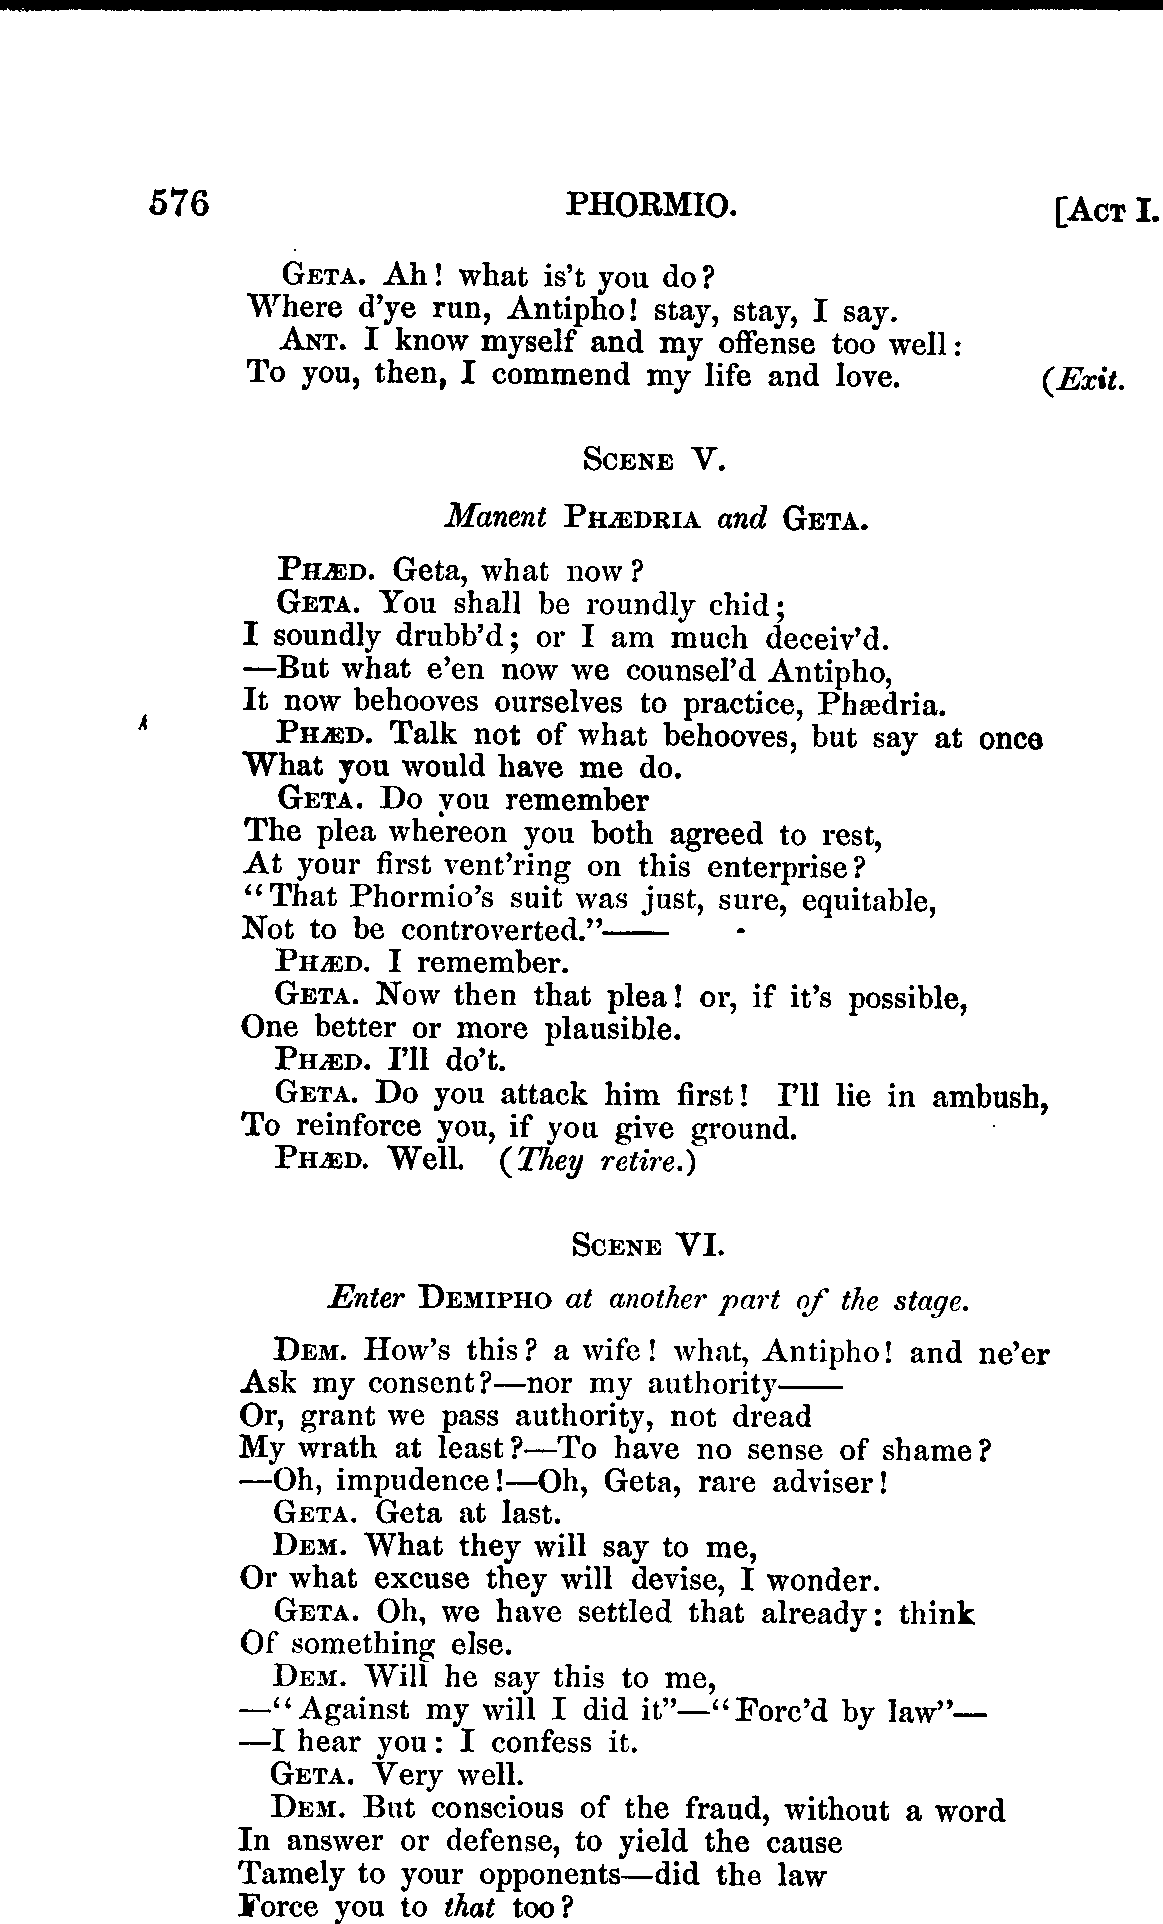 576 PHORMIO. [ACT I.
GETA. Ah! what is't you do?
Where d'ye run, Antipho! stay, stay, I say.
ANT. I know myself and my offense too well:
To you, then, I commend my life and love. (Exit.
SCENE V.
Manent PHÆDRIA and GETA.
PHÆD. Geta, what now?
GETA. You shall be roundly chid;
I soundly drubb'd; or I am much deceiv'd.
—But what e'en now we counsel'd Antipho,
It now behooves ourselves to practice, Phædria.
PHÆD. Talk not of what behooves, but say at once
What you would have me do.
GETA. Do you remember
The plea whereon you both agreed to rest,
At your first vent'ring on this enterprise?
"That Phormio's suit was just, sure, equitable,
Not to be controverted."——
PHÆD. I remember.
GETA. Now then that plea! or, if it's possible,
One better or more plausible.
PHÆD. I'll do't.
GETA. Do you attack him first! I'll lie in ambush,
To reinforce you, if you give ground.
PHÆD. Well. (They retire.)
SCENE VI.
Enter DEMIPHO at another part of the stage.
DEM. How's this? a wife! what, Antipho! and ne'er
Ask my consent?—nor my authority——
Or, grant we pass authority, not dread
My wrath at least?—To have no sense of shame?
—Oh, impudence!—Oh, Geta, rare adviser!
GETA. Geta at last.
DEM. What they will say to me,
Or what excuse they will devise, I wonder.
GETA. Oh, we have settled that already: think
Of something else.
DEM. Will he say this to me,
—"Against my will I did it"—"Forc'd by law"—
—I hear you: I confess it.
GETA. Very well.
DEM. But conscious of the fraud, without a word
In answer or defense, to yield the cause
Tamely to your opponents—did the law
Force you to that too?